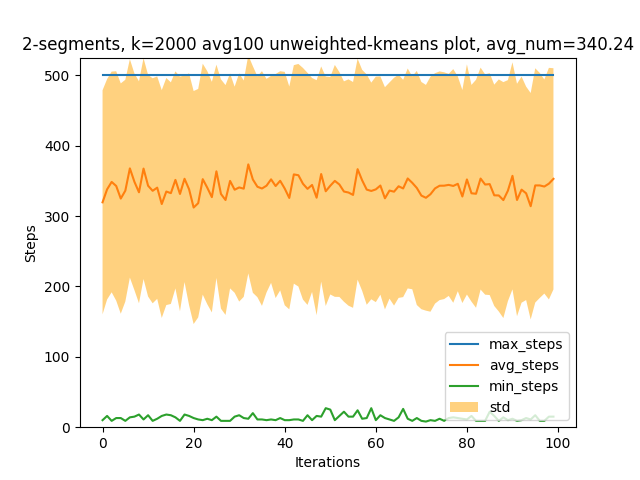 2-segments, k=2000 avg100 unweighted-kmeans plot, avg_num=340.24
500
400
300
200
100
0
Steps
max_steps
avg_steps
min_steps
std
0 20 40 60 80 100
Iterations